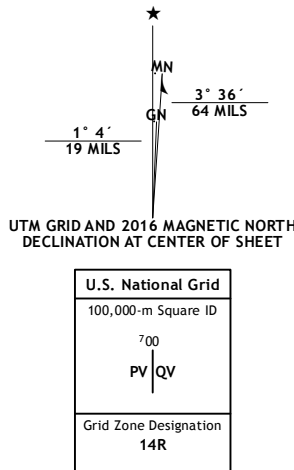 ★
MN
GN
3° 36´
64 MILS
1° 4´
19 MILS
UTM GRID AND 2016 MAGNETIC NORTH
DECLINATION AT CENTER OF SHEET
U.S. National Grid
100,000-m Square ID
⁷00
PV QV
Grid Zone Designation
14R